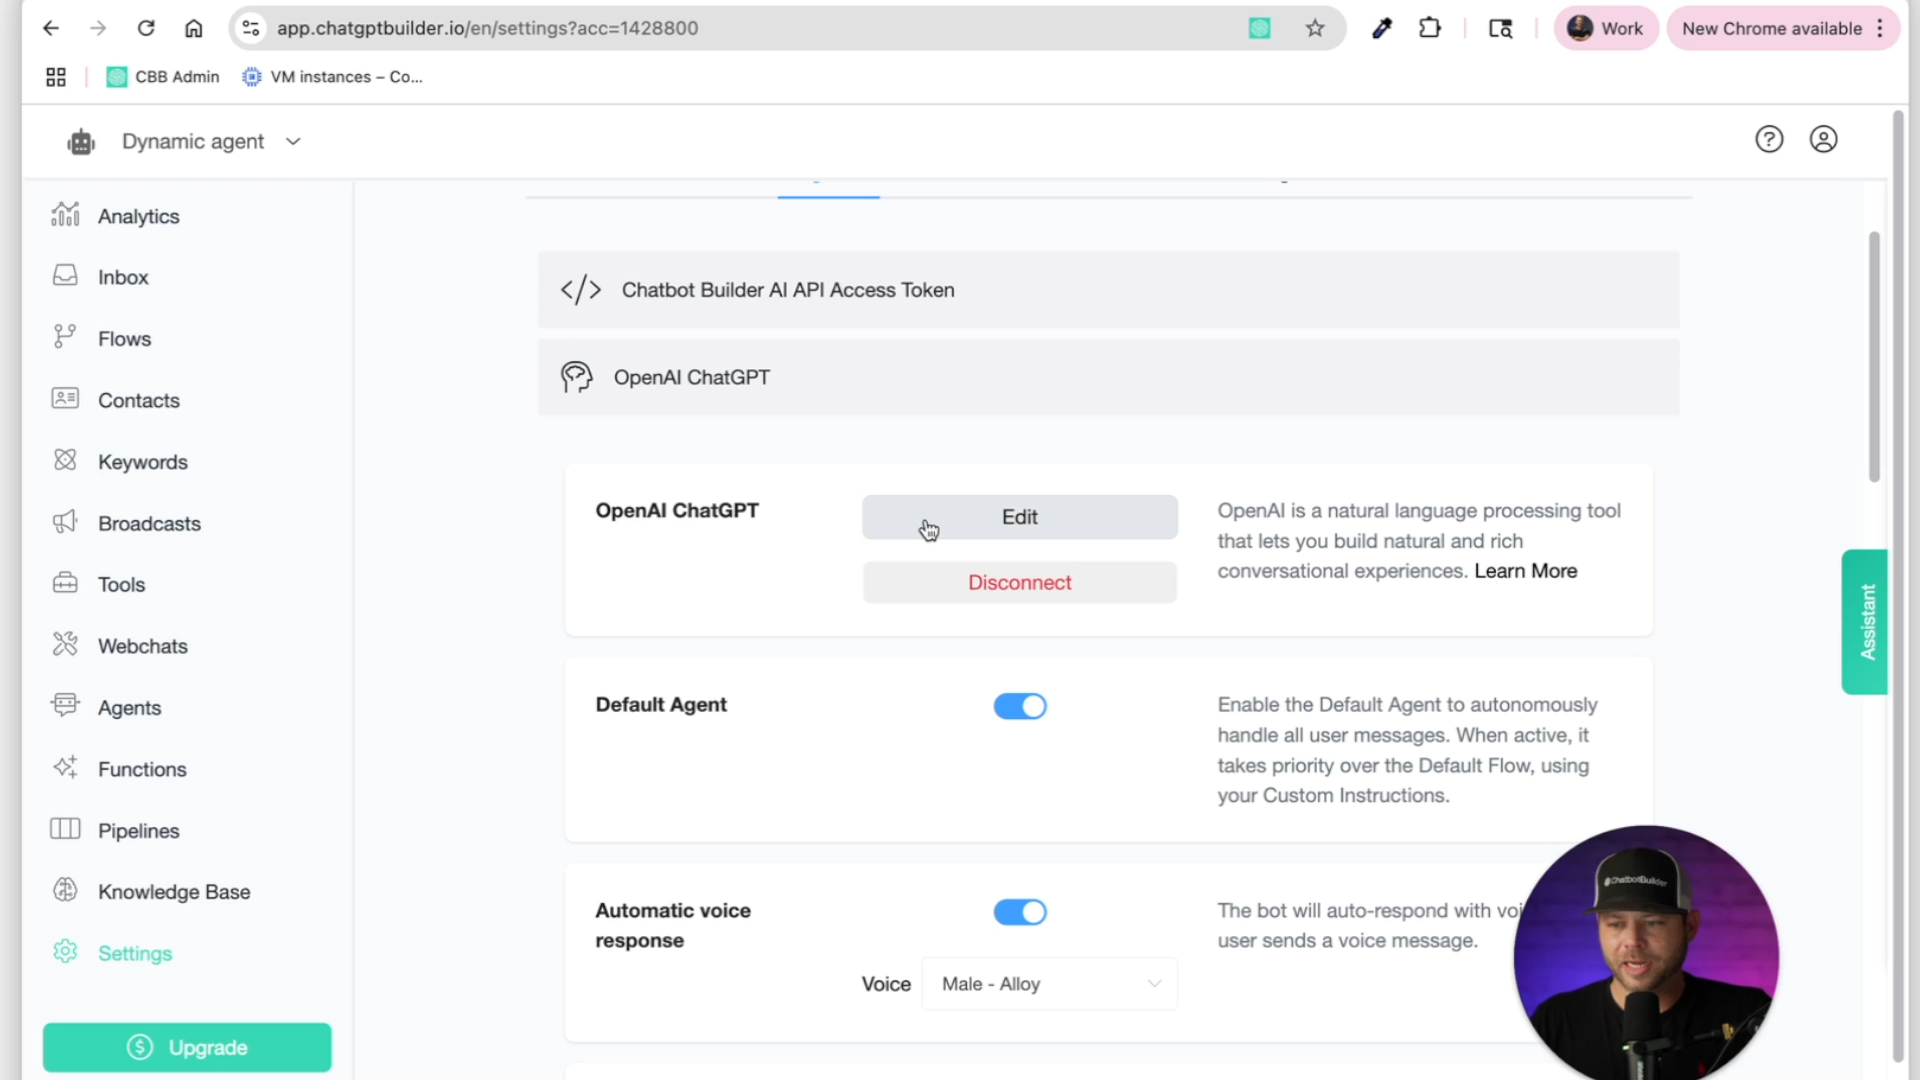 app.chatgptbuilder.io/en/settings?acc=1428800
Work
New Chrome available
CBB Admin
VM instances – Co...
Dynamic agent
Analytics
Inbox
Flows
Contacts
Keywords
Broadcasts
Tools
Webchats
Agents
Functions
Pipelines
Knowledge Base
Settings
Upgrade
Chatbot Builder AI API Access Token
OpenAI ChatGPT
OpenAI ChatGPT
Edit
Disconnect
OpenAI is a natural language processing tool
that lets you build natural and rich
conversational experiences. Learn More
Default Agent
Enable the Default Agent to autonomously
handle all user messages. When active, it
takes priority over the Default Flow, using
your Custom Instructions.
Automatic voice
response
The bot will auto-respond with voi
user sends a voice message.
Voice
Male - Alloy
Assistant
ChatbotBuilder